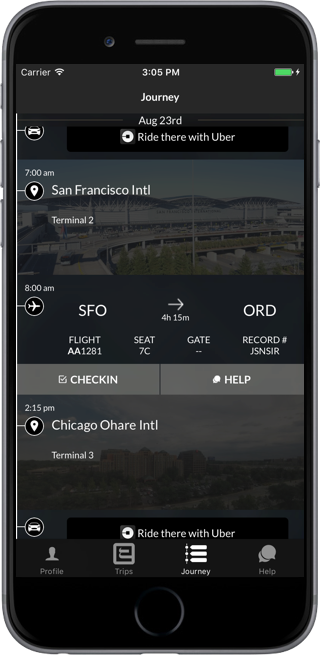 Carrier 3:05 PM
Journey
Aug 23rd
Ride there with Uber
7:00 am
San Francisco Intl
Terminal 2
8:00 am
SFO ORD
4h 15m
FLIGHT SEAT GATE RECORD #
AA1281 7C -- JSNSIR
CHECKIN HELP
2:15 pm
Chicago Ohare Intl
Terminal 3
Ride there with Uber
Profile Trips Journey Help